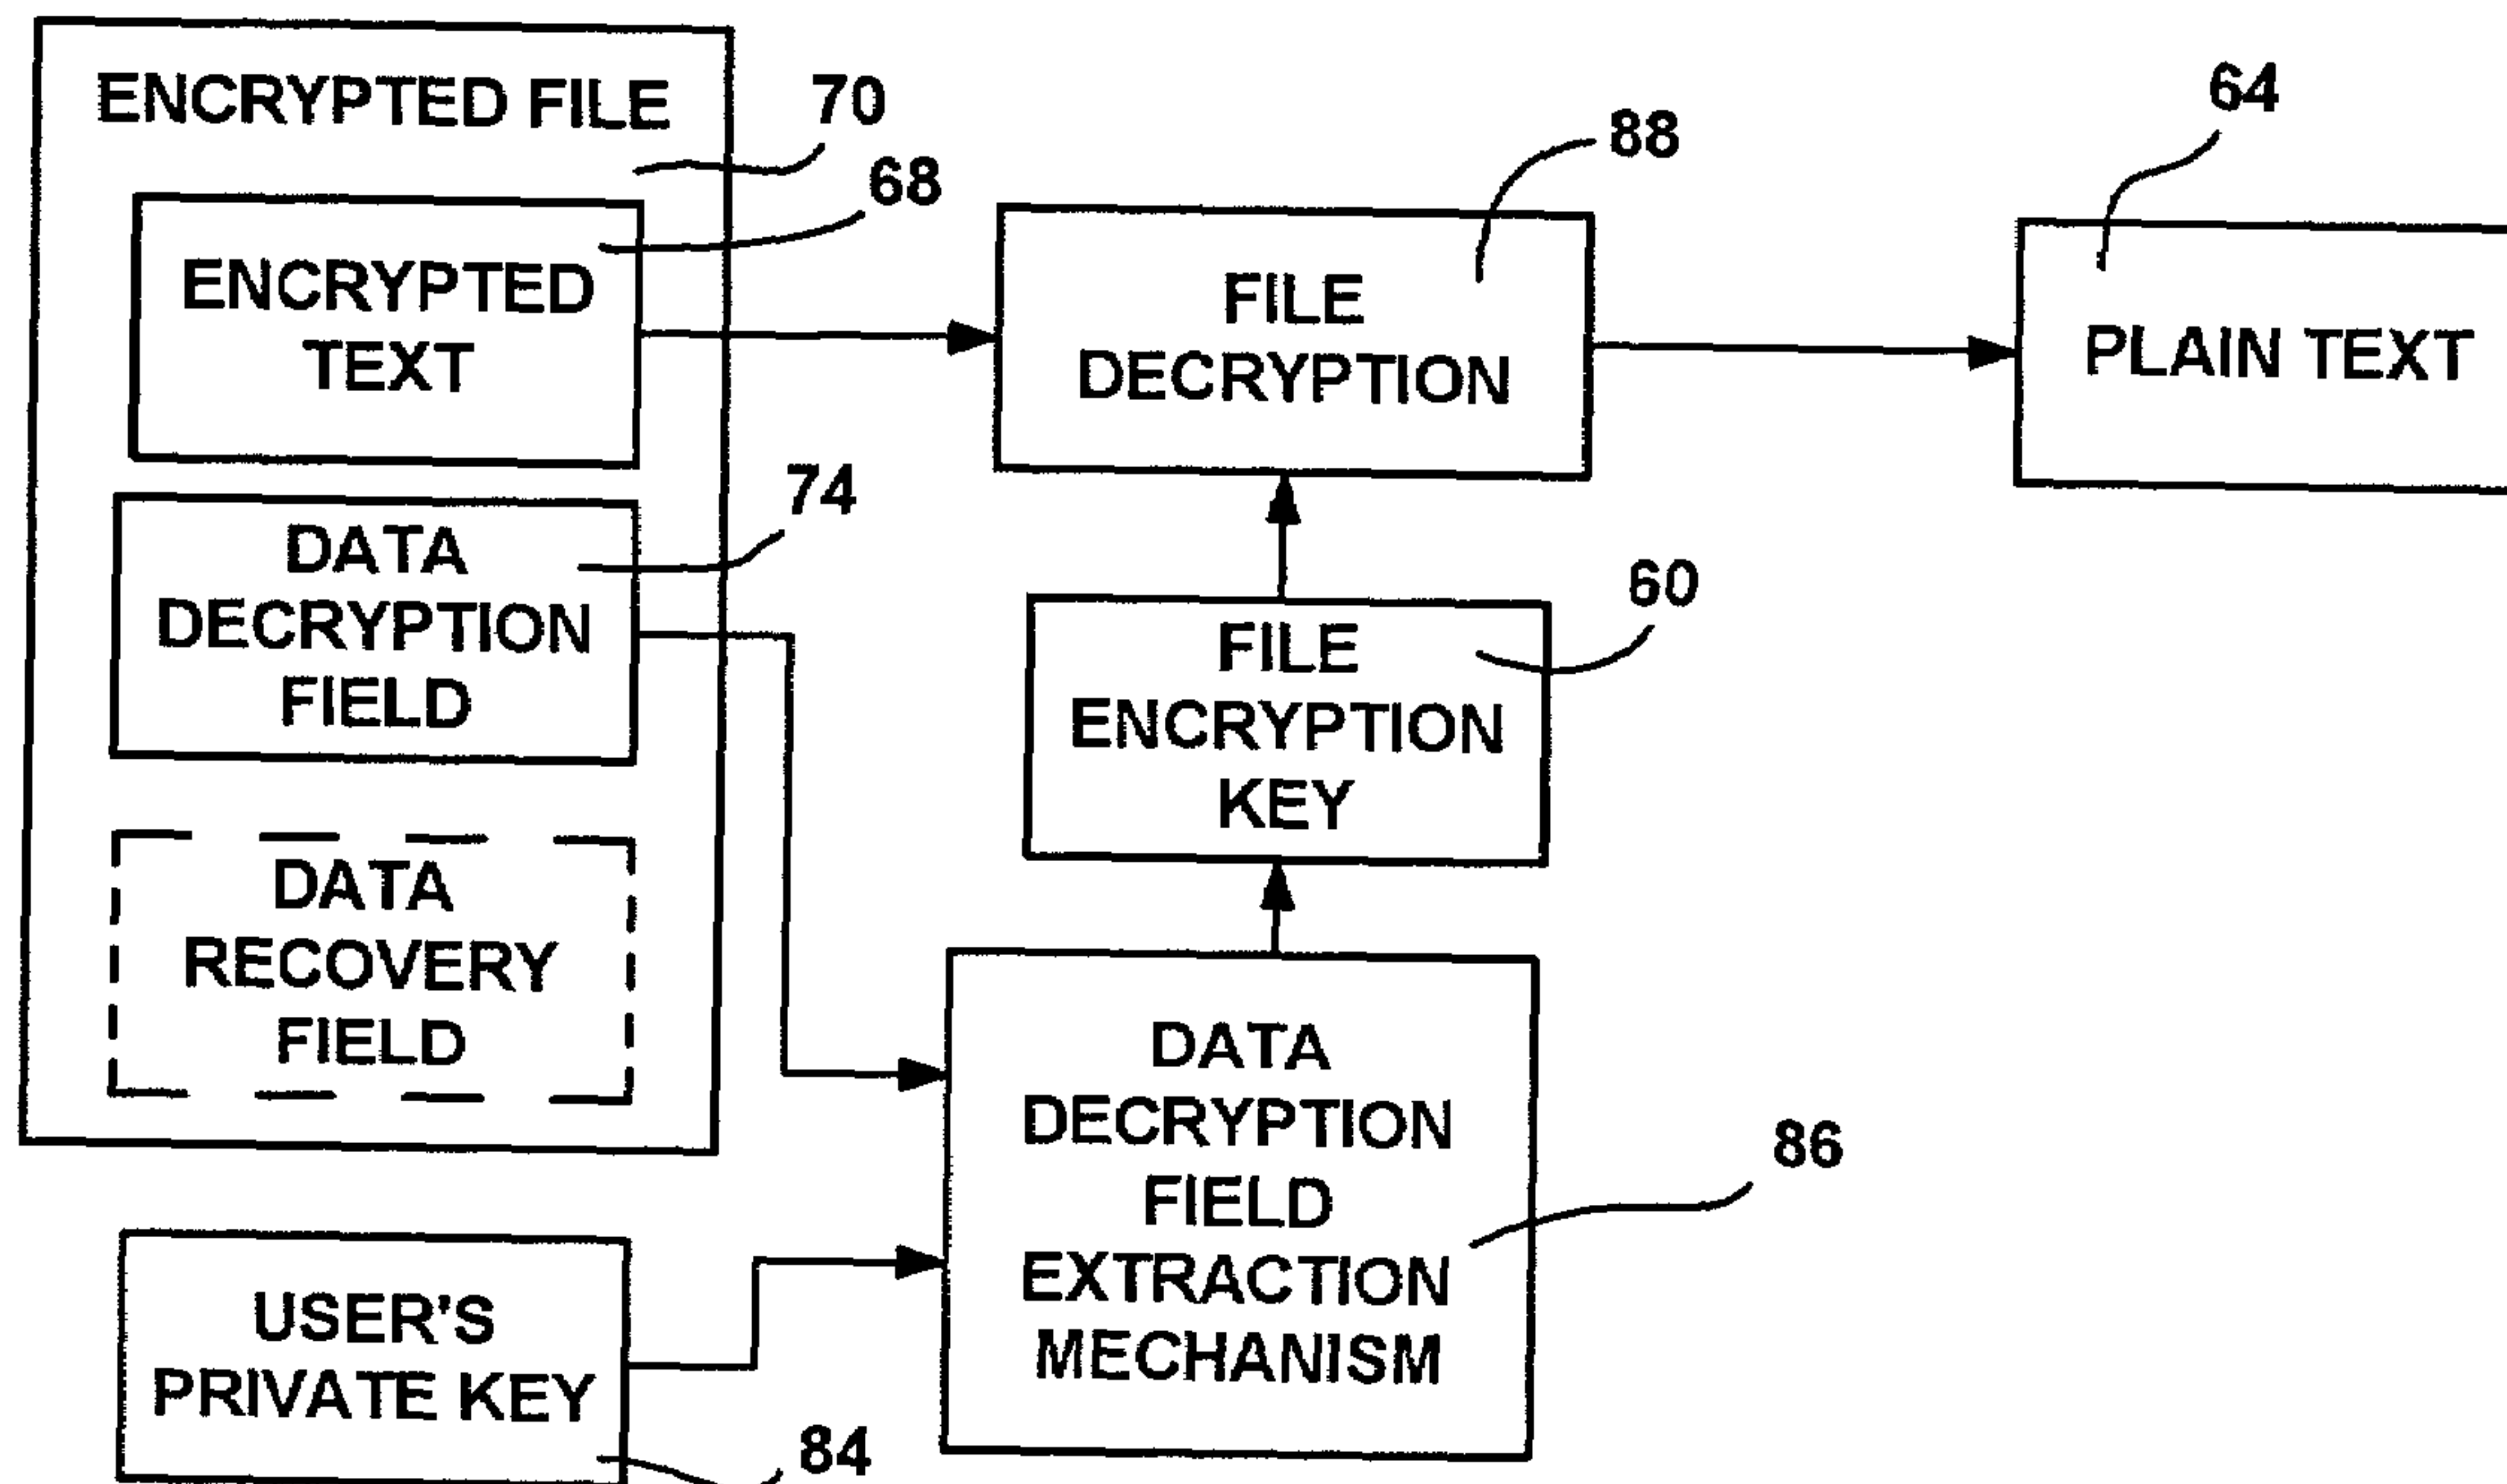 ENCRYPTED FILE
70
68
ENCRYPTED
TEXT
74
DATA
DECRYPTION
FIELD
DATA
RECOVERY
FIELD
USER'S
PRIVATE KEY
84
88
FILE
DECRYPTION
60
FILE
ENCRYPTION
KEY
DATA
DECRYPTION
FIELD
EXTRACTION
MECHANISM
86
64
PLAIN TEXT